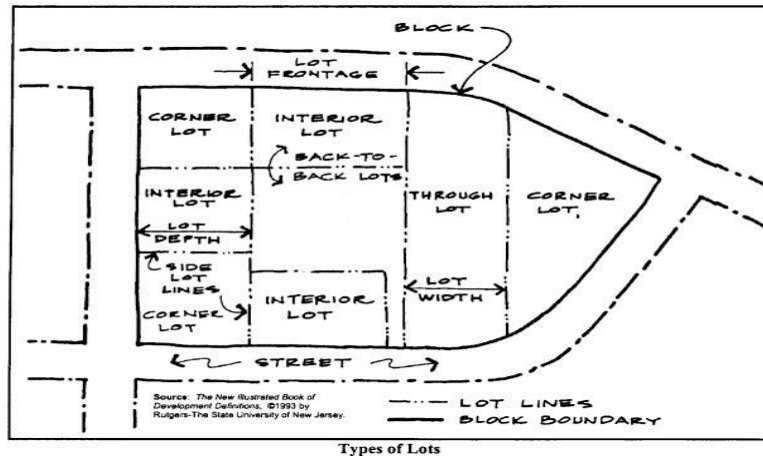 BLOCK
LOT
FRONTAGE
CORNER
LOT
INTERIOR
LOT
BACK-TO-
BACK LOTS
INTERIOR
LOT
THROUGH
LOT
CORNER
LOT
LOT
DEPTH
SIDE
LOT
LINES
CORNER
LOT
INTERIOR
LOT
LOT
WIDTH
STREET
Source: The New Illustrated Book of
Development Definitions, ©1993 by
Rutgers-The State University of New Jersey.
LOT LINES
BLOCK BOUNDARY
Types of Lots